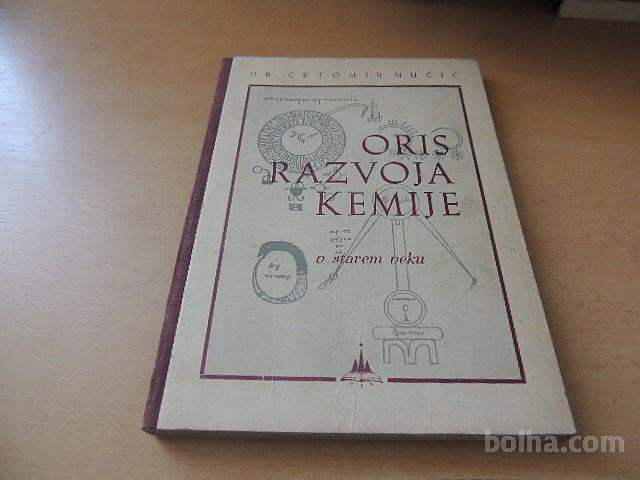 DR. ČRTOMIR NUČIČ
ORIS
RAZVOJA
KEMIJE
v starem veku
bolha.com